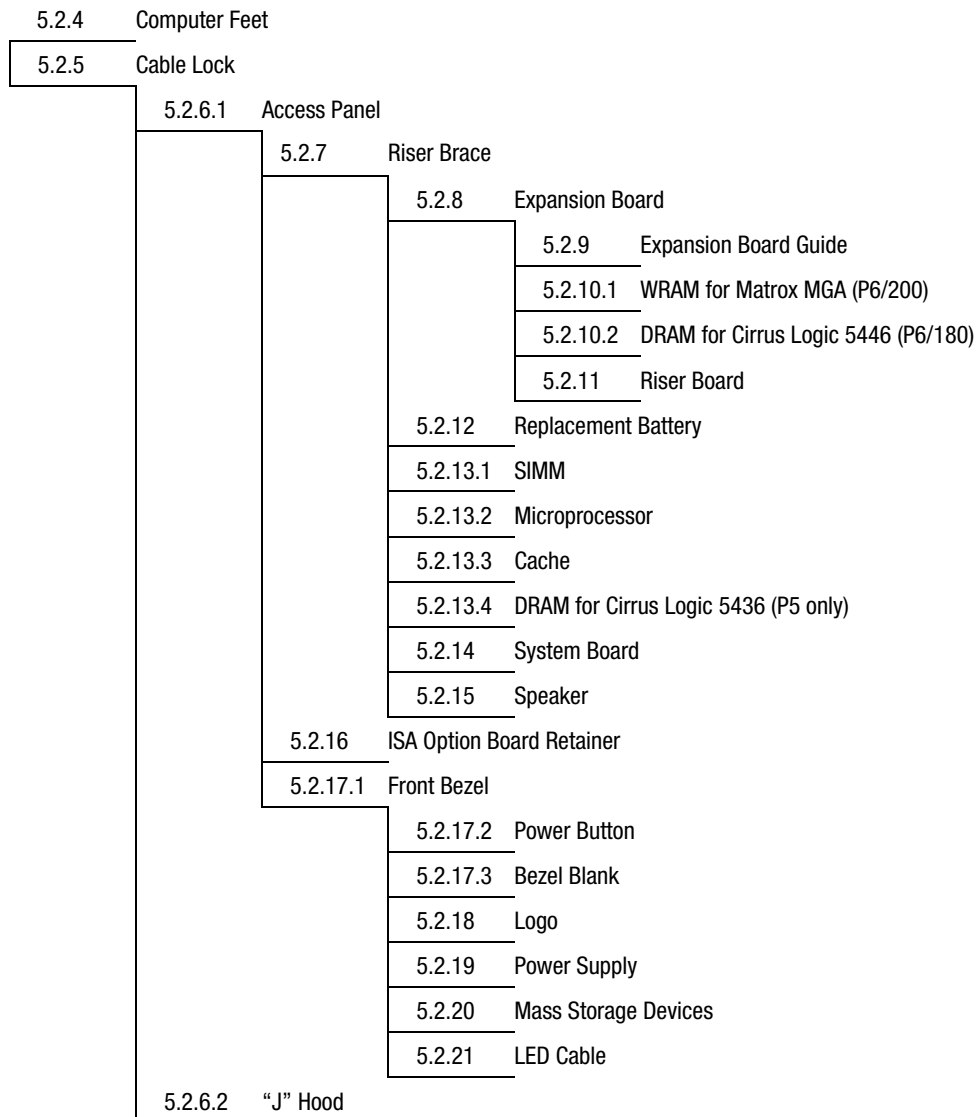 5.2.4 Computer Feet
5.2.5 Cable Lock
5.2.6.1 Access Panel
5.2.7 Riser Brace
5.2.8 Expansion Board
5.2.9 Expansion Board Guide
5.2.10.1 WRAM for Matrox MGA (P6/200)
5.2.10.2 DRAM for Cirrus Logic 5446 (P6/180)
5.2.11 Riser Board
5.2.12 Replacement Battery
5.2.13.1 SIMM
5.2.13.2 Microprocessor
5.2.13.3 Cache
5.2.13.4 DRAM for Cirrus Logic 5436 (P5 only)
5.2.14 System Board
5.2.15 Speaker
5.2.16 ISA Option Board Retainer
5.2.17.1 Front Bezel
5.2.17.2 Power Button
5.2.17.3 Bezel Blank
5.2.18 Logo
5.2.19 Power Supply
5.2.20 Mass Storage Devices
5.2.21 LED Cable
5.2.6.2 “J” Hood